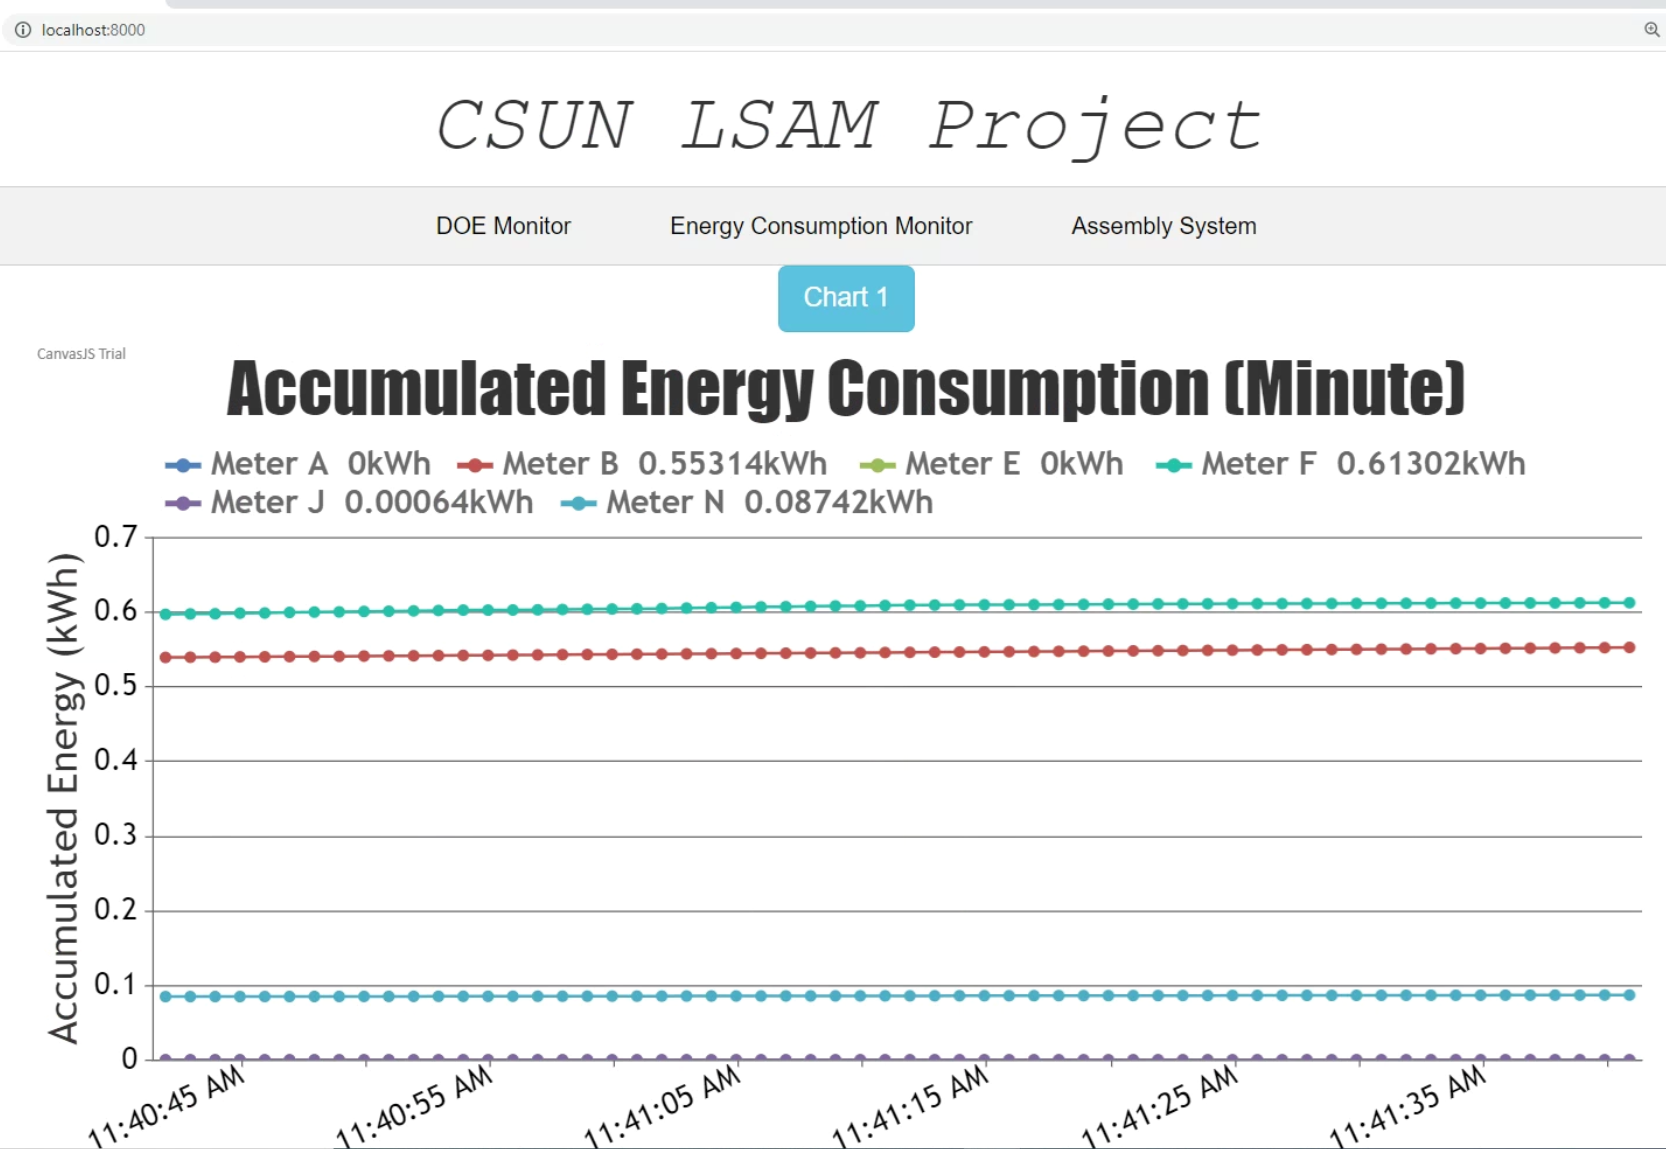 localhost:8000
CSUN LSAM Project
DOE Monitor Energy Consumption Monitor Assembly System
Chart 1
CanvasJS Trial
Accumulated Energy Consumption (Minute)
Meter A 0kWh Meter B 0.55314kWh Meter E 0kWh Meter F 0.61302kWh
Meter J 0.00064kWh Meter N 0.08742kWh
Accumulated Energy (kWh)
0.7
0.6
0.5
0.4
0.3
0.2
0.1
0
11:40:45 AM 11:40:55 AM 11:41:05 AM 11:41:15 AM 11:41:25 AM 11:41:35 AM